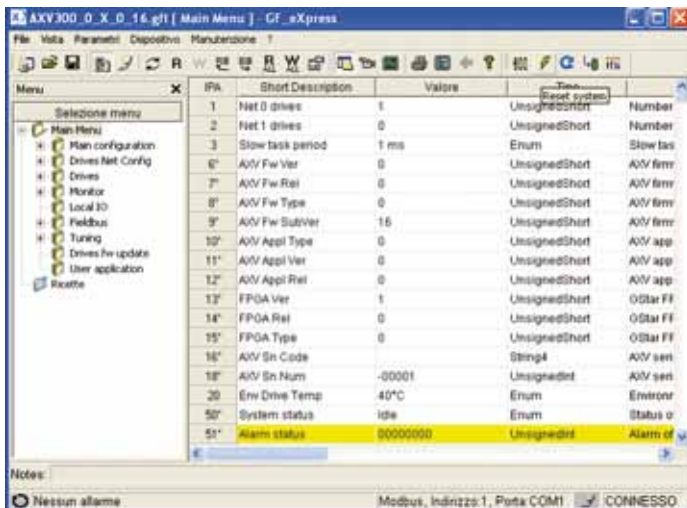 AXV300_0_X_0_16.gft [ Main Menu ] - GF_eXpress
File Vista Parametri Dispositivo Manutenzione ?
Menu
IPA Short Description Valore Tipo
Reset system
Selezione menu
Main Menu
Main configuration
Drives Net Config
Drives
Monitor
Local IO
Fieldbus
Tuning
Drives fw update
User application
Ricette
1 Net 0 drives 1 UnsignedShort Number
2 Net 1 drives 0 UnsignedShort Number
3 Slow task period 1 ms Enum Slow tas
6* AXV Fw Ver 0 UnsignedShort AXV firm
7* AXV Fw Rel 0 UnsignedShort AXV firm
8* AXV Fw Type 0 UnsignedShort AXV firm
9* AXV Fw SubVer 16 UnsignedShort AXV firm
10* AXV Appl Type 0 UnsignedShort AXV app
11* AXV Appl Ver 0 UnsignedShort AXV app
12* AXV Appl Rel 0 UnsignedShort AXV app
13* FPGA Ver 1 UnsignedShort GStar FF
14* FPGA Rel 0 UnsignedShort GStar FF
15* FPGA Type 0 UnsignedShort GStar FF
16* AXV Sn Code String4 AXV seri
18* AXV Sn Num -00001 UnsignedInt AXV seri
20 Env Drive Temp 40°C Enum Environr
50* System status Idle Enum Status o
51* Alarm status 00000000 UnsignedInt Alarm of
Notes:
Nessun allarme Modbus, Indirizzo:1, Porta:COM1 CONNESSO